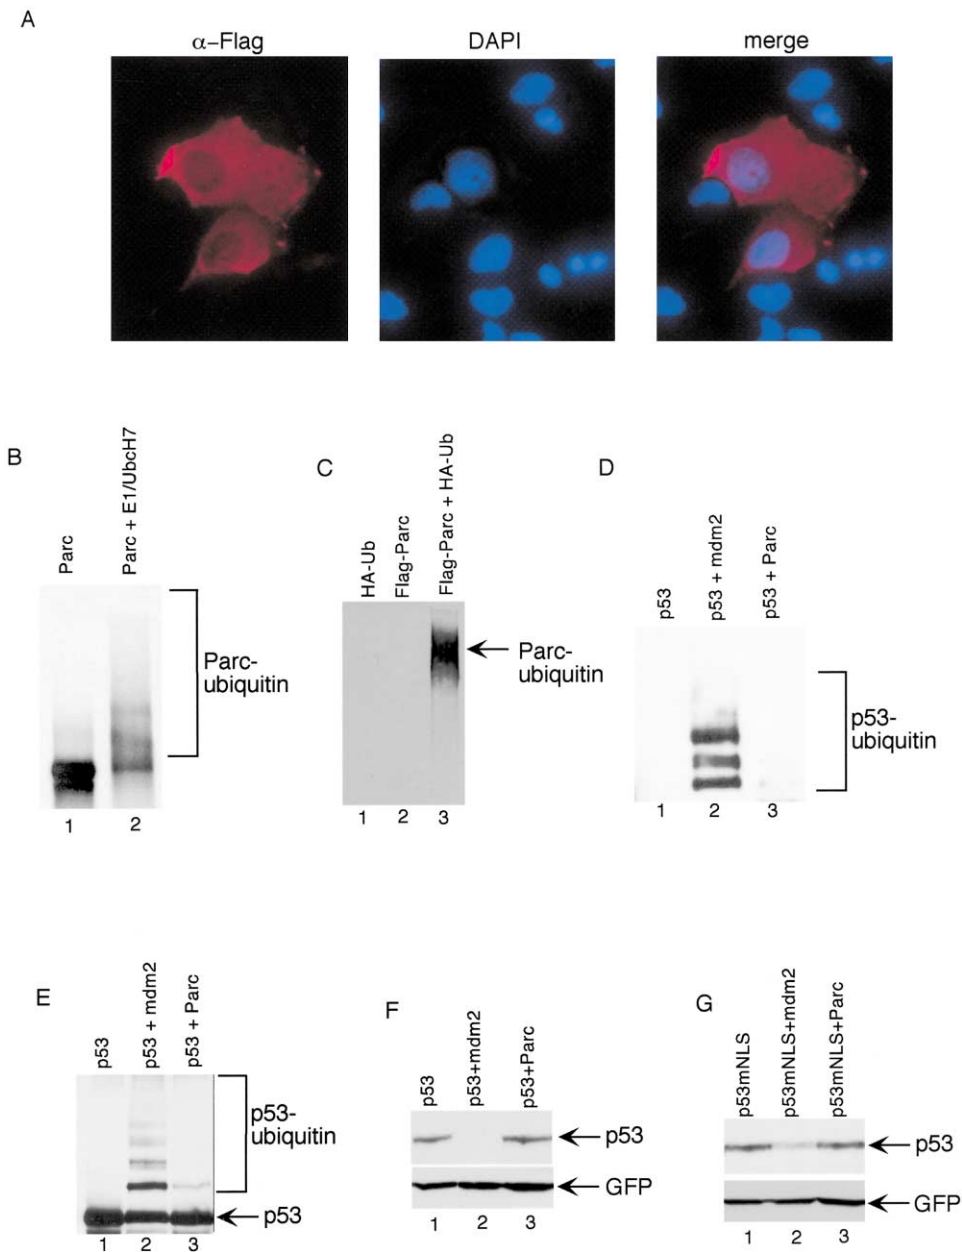 A
α–Flag
DAPI
merge
B
Parc
Parc + E1/UbcH7
Parc-
ubiquitin
1
2
C
HA-Ub
Flag-Parc
Flag-Parc + HA-Ub
Parc-
ubiquitin
1
2
3
D
p53
p53 + mdm2
p53 + Parc
p53-
ubiquitin
1
2
3
E
p53
p53 + mdm2
p53 + Parc
p53-
ubiquitin
p53
1
2
3
F
p53
p53+mdm2
p53+Parc
p53
GFP
1
2
3
G
p53mNLS
p53mNLS+mdm2
p53mNLS+Parc
p53
GFP
1
2
3